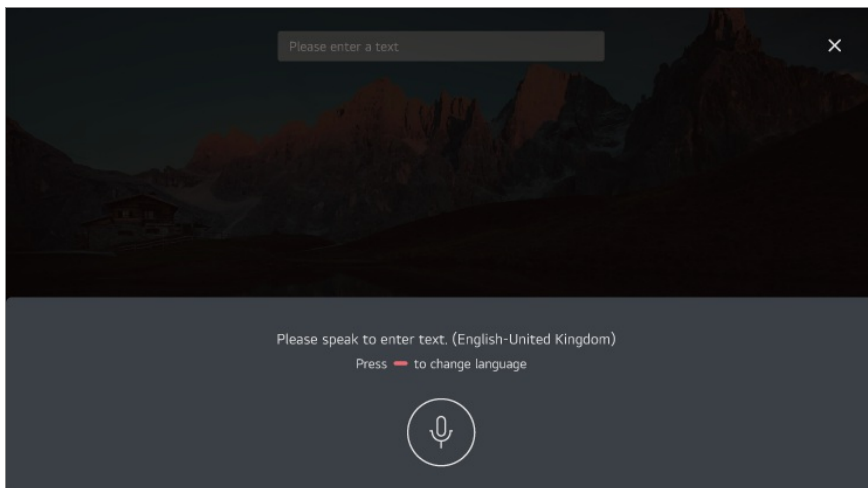 Please enter a text
Please speak to enter text. (English-United Kingdom)
Press to change language